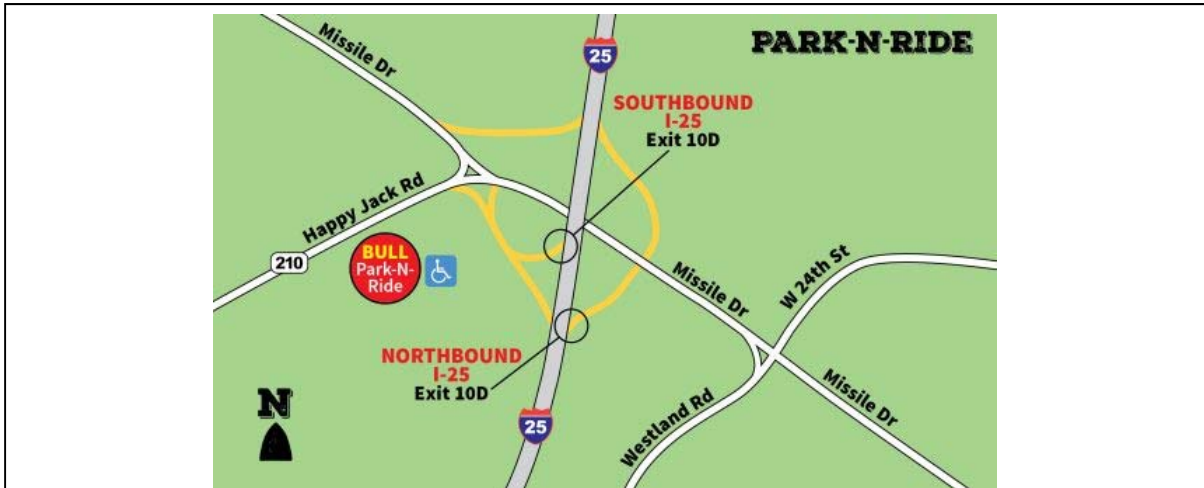 PARK-N-RIDE
Missile Dr
25
SOUTHBOUND
I-25
Exit 10D
Happy Jack Rd
210
BULL
Park-N-
Ride
Missile Dr
W 24th St
NORTHBOUND
I-25
Exit 10D
N
25
Westland Rd
Missile Dr